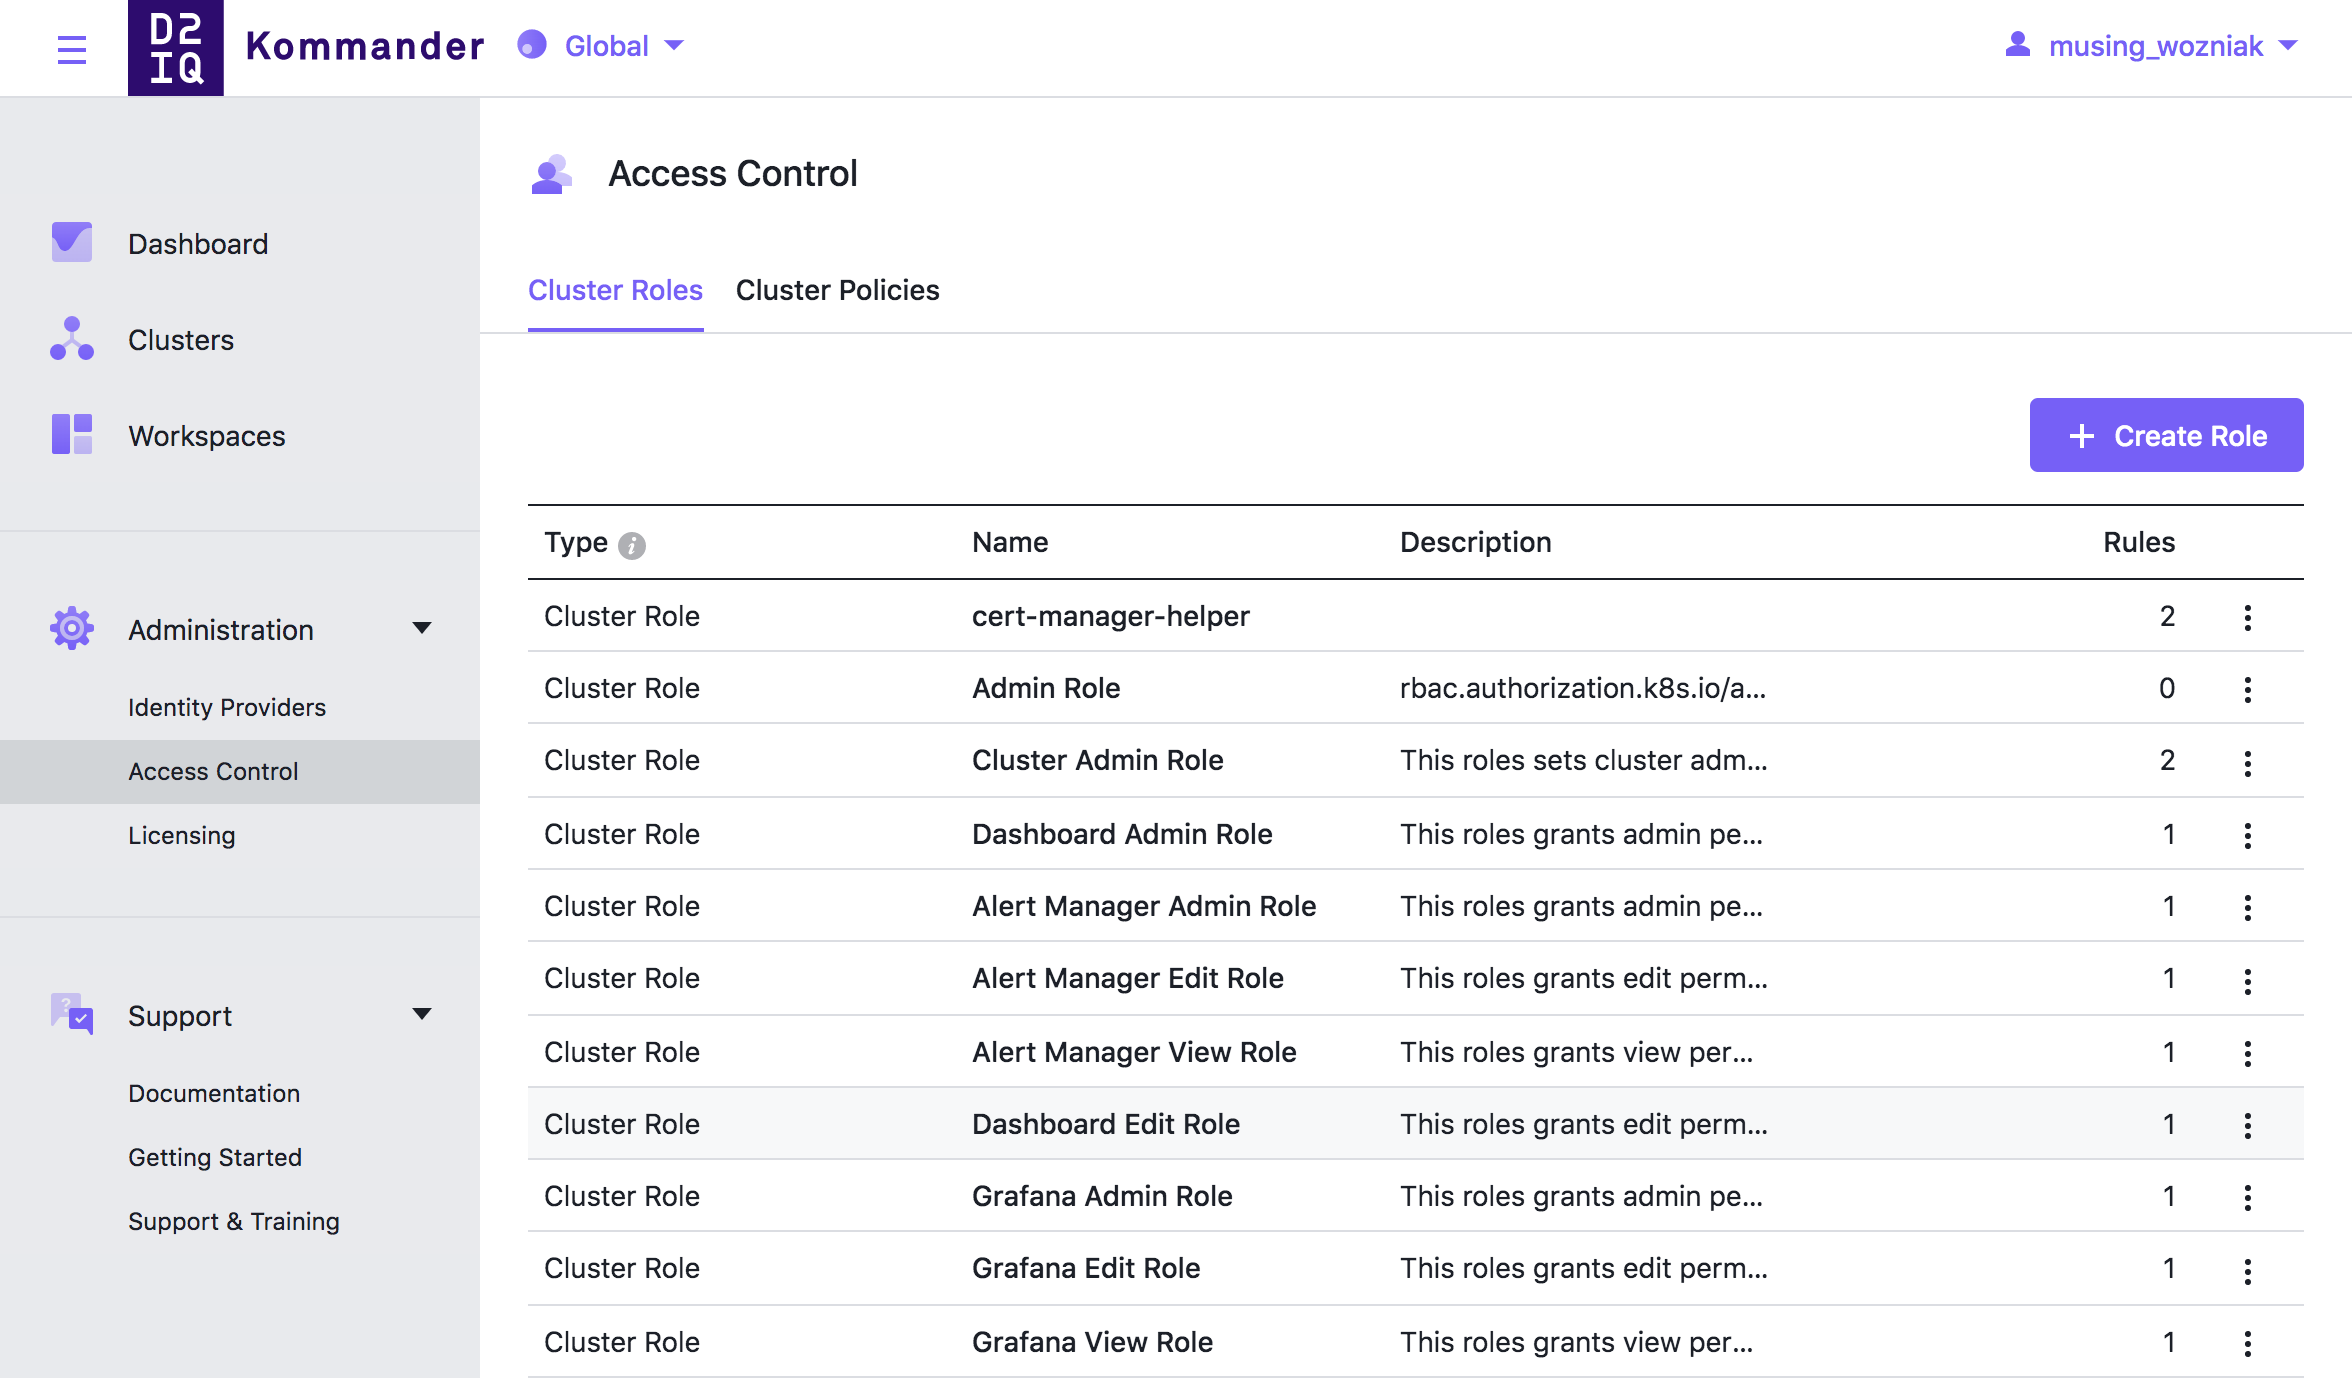 D2
IQ
Kommander
Global
musing_wozniak
Dashboard
Clusters
Workspaces
Administration
Identity Providers
Access Control
Licensing
Support
Documentation
Getting Started
Support & Training
Access Control
Cluster Roles Cluster Policies
+ Create Role
Type i Name Description Rules
Cluster Role cert-manager-helper 2
Cluster Role Admin Role rbac.authorization.k8s.io/a... 0
Cluster Role Cluster Admin Role This roles sets cluster adm... 2
Cluster Role Dashboard Admin Role This roles grants admin pe... 1
Cluster Role Alert Manager Admin Role This roles grants admin pe... 1
Cluster Role Alert Manager Edit Role This roles grants edit perm... 1
Cluster Role Alert Manager View Role This roles grants view per... 1
Cluster Role Dashboard Edit Role This roles grants edit perm... 1
Cluster Role Grafana Admin Role This roles grants admin pe... 1
Cluster Role Grafana Edit Role This roles grants edit perm... 1
Cluster Role Grafana View Role This roles grants view per... 1